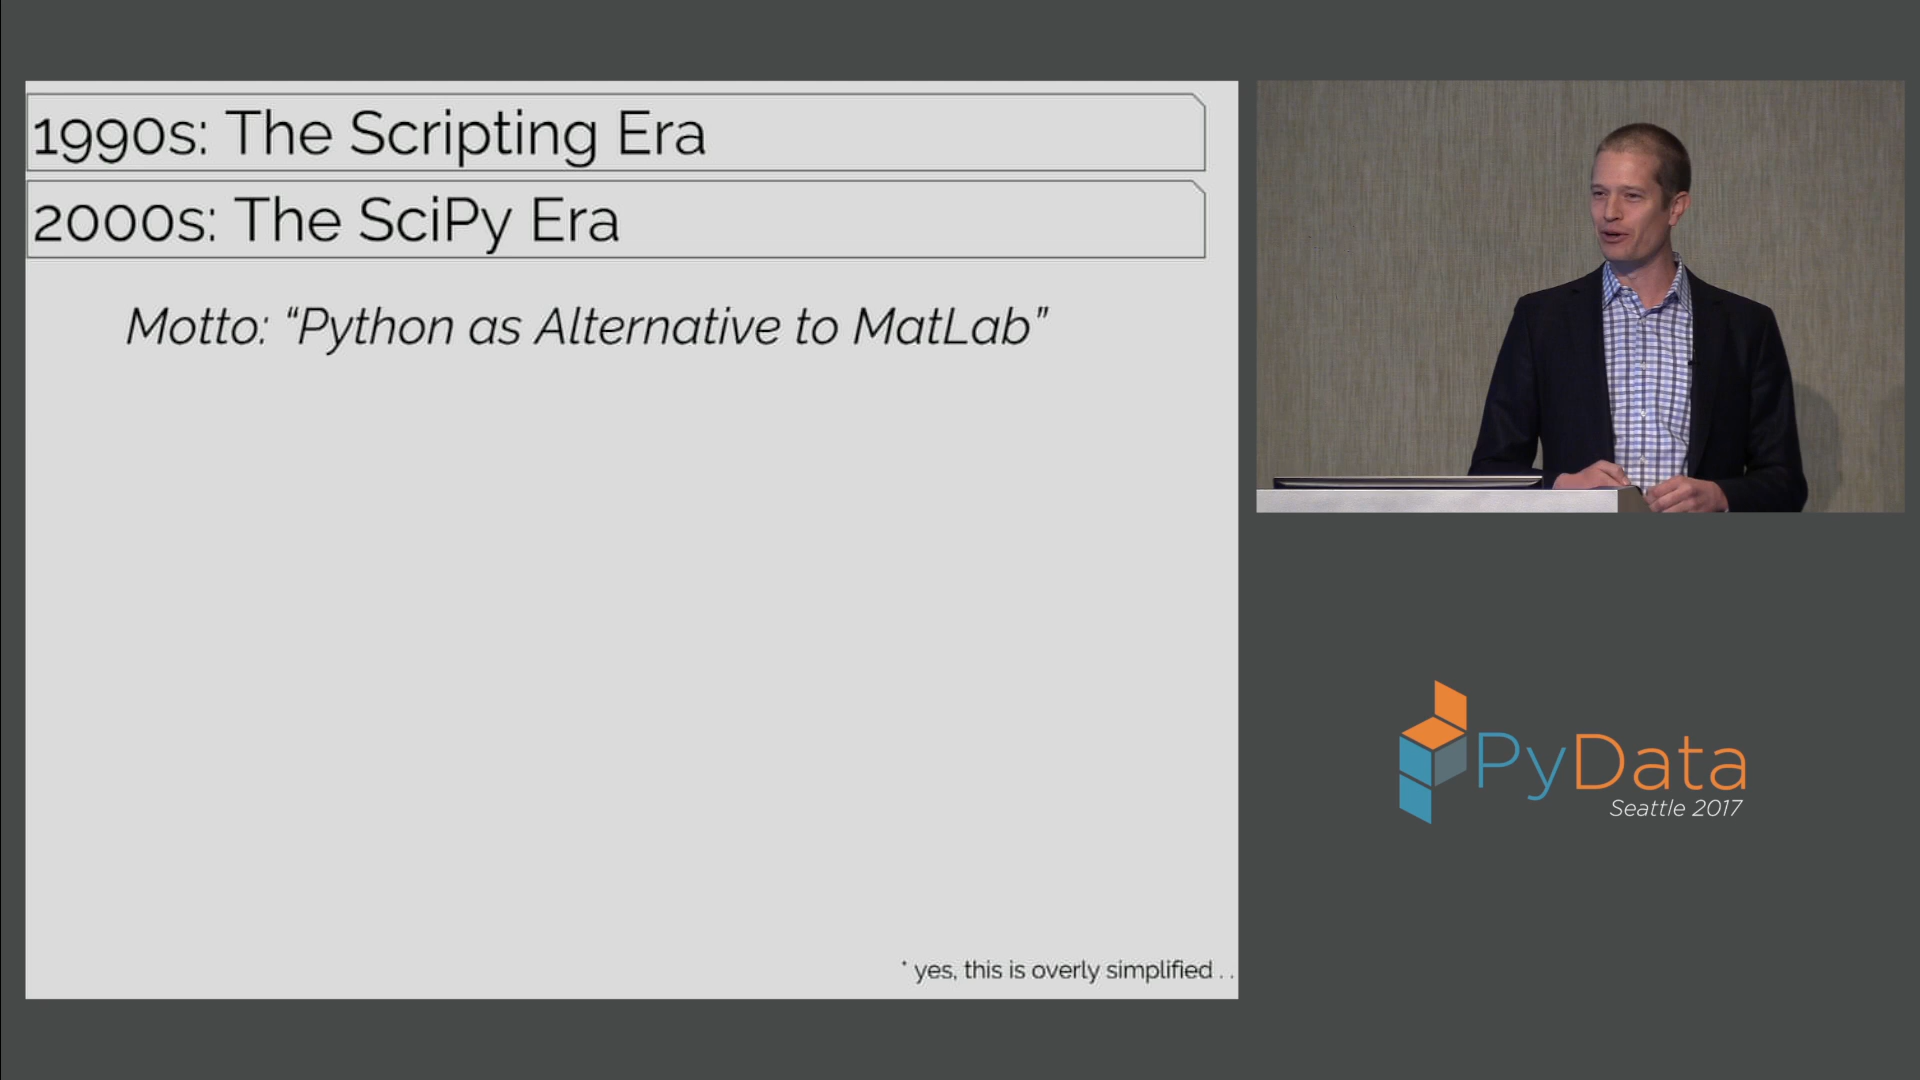 1990s: The Scripting Era
2000s: The SciPy Era
Motto: “Python as Alternative to MatLab”
* yes, this is overly simplified . .
PyData
Seattle 2017